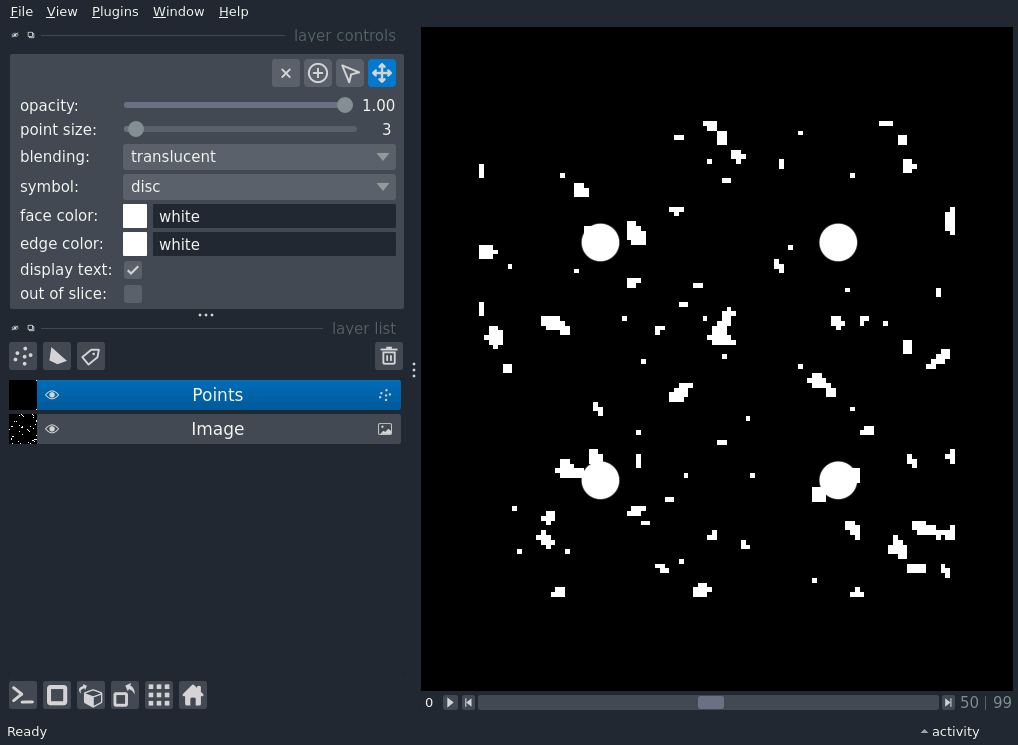 File View Plugins Window Help
layer controls
opacity: 1.00
point size: 3
blending: translucent
symbol: disc
face color: white
edge color: white
display text:
out of slice:
layer list
Points
Image
0 50 | 99
Ready activity